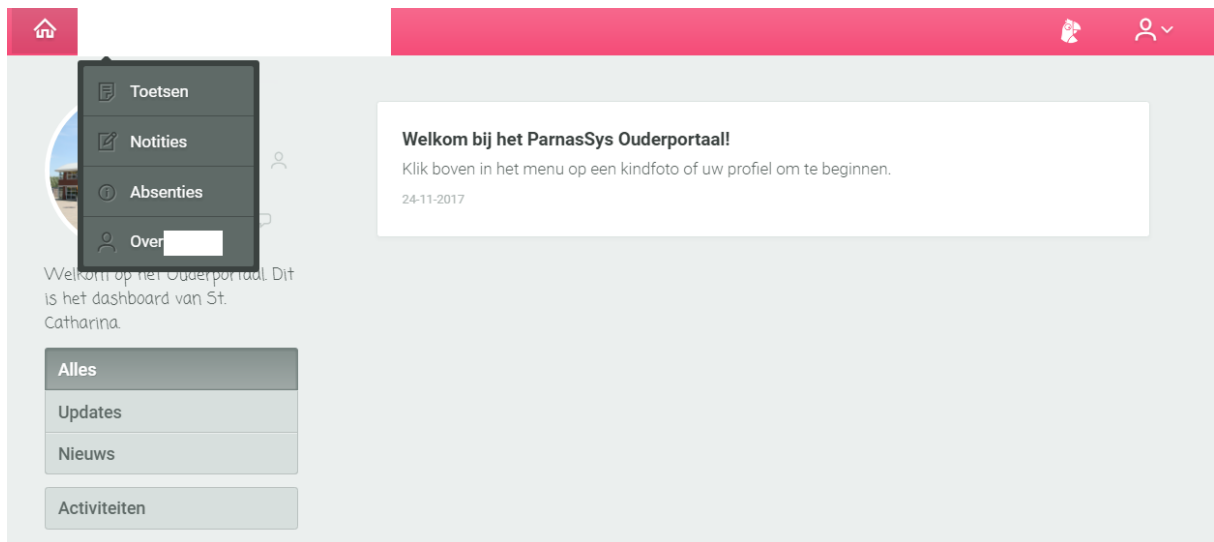 Toetsen
Notities
Absenties
Over
Welkom op het Ouderportaal. Dit
is het dashboard van St.
Catharina.
Alles
Updates
Nieuws
Activiteiten
Welkom bij het ParnasSys Ouderportaal!
Klik boven in het menu op een kindfoto of uw profiel om te beginnen.
24-11-2017